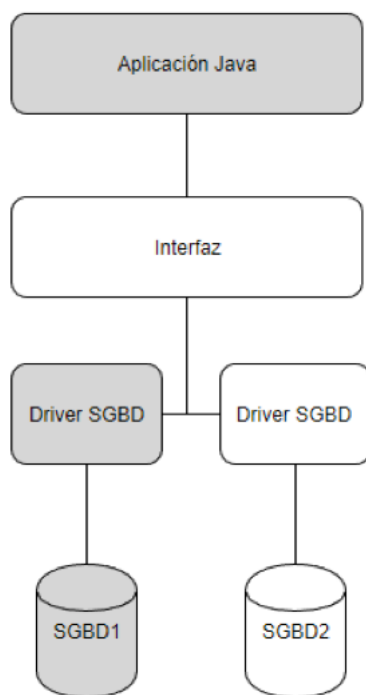 Aplicación Java
Interfaz
Driver SGBD
Driver SGBD
SGBD1
SGBD2